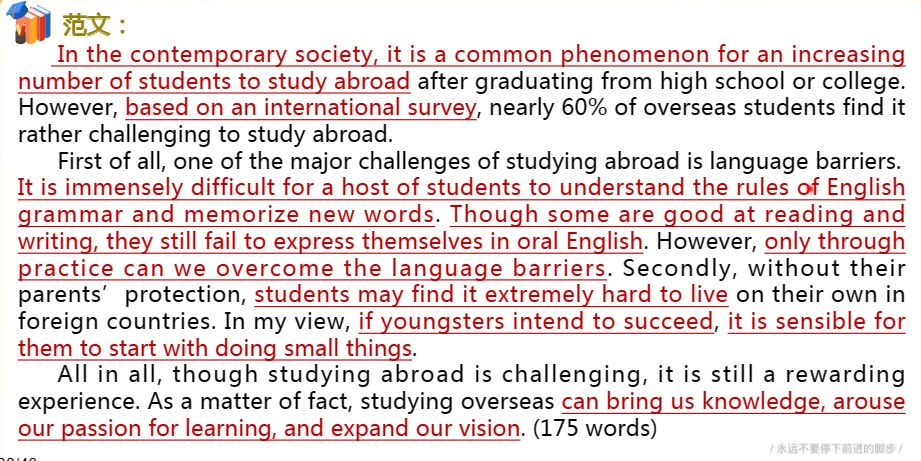 范文：
In the contemporary society, it is a common phenomenon for an increasing
number of students to study abroad after graduating from high school or college.
However, based on an international survey, nearly 60% of overseas students find it
rather challenging to study abroad.
First of all, one of the major challenges of studying abroad is language barriers.
It is immensely difficult for a host of students to understand the rules of English
grammar and memorize new words. Though some are good at reading and
writing, they still fail to express themselves in oral English. However, only through
practice can we overcome the language barriers. Secondly, without their
parents’ protection, students may find it extremely hard to live on their own in
foreign countries. In my view, if youngsters intend to succeed, it is sensible for
them to start with doing small things.
All in all, though studying abroad is challenging, it is still a rewarding
experience. As a matter of fact, studying overseas can bring us knowledge, arouse
our passion for learning, and expand our vision. (175 words)
/ 永远不要停下前进的脚步 /